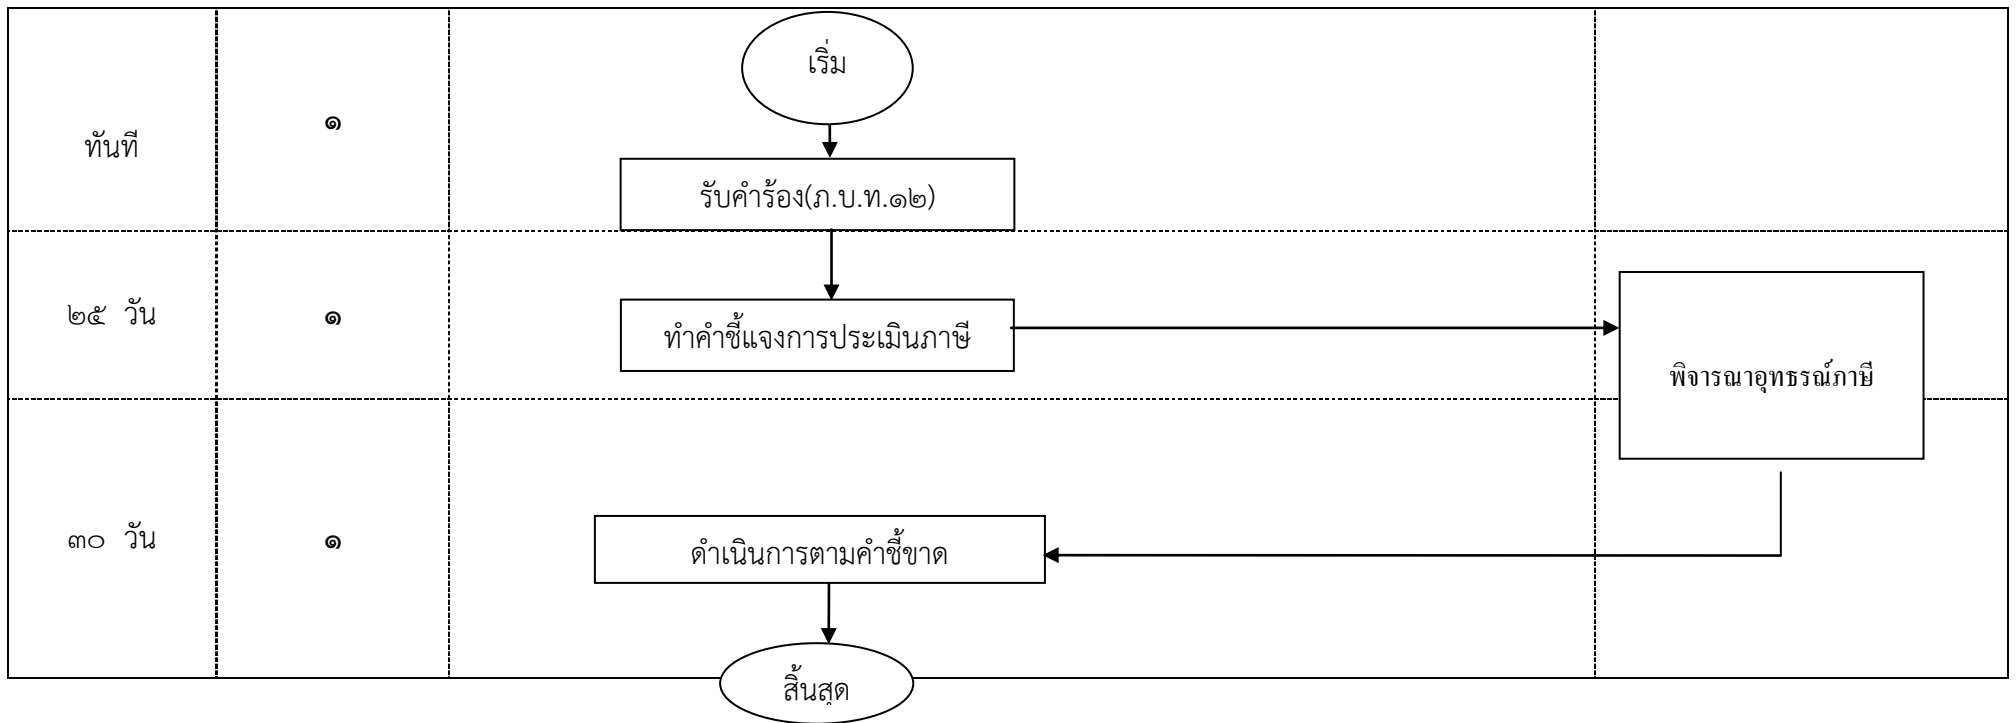 เริ่ม
ทันที
๑
รับคำร้อง(ภ.บ.ท.๑๒)
๒๕ วัน
๑
ทำคำชี้แจงการประเมินภาษี
พิจารณาอุทธรณ์ภาษี
๓๐ วัน
๑
ดำเนินการตามคำชี้ขาด
สิ้นสุด